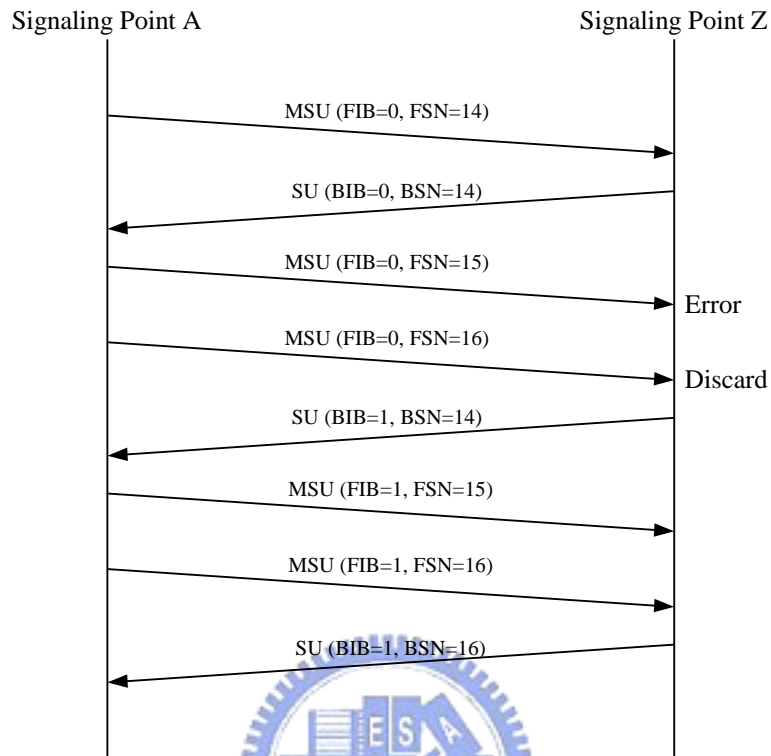 Signaling Point A
Signaling Point Z
MSU (FIB=0, FSN=14)
SU (BIB=0, BSN=14)
MSU (FIB=0, FSN=15)
Error
MSU (FIB=0, FSN=16)
Discard
SU (BIB=1, BSN=14)
MSU (FIB=1, FSN=15)
MSU (FIB=1, FSN=16)
SU (BIB=1, BSN=16)
E S A